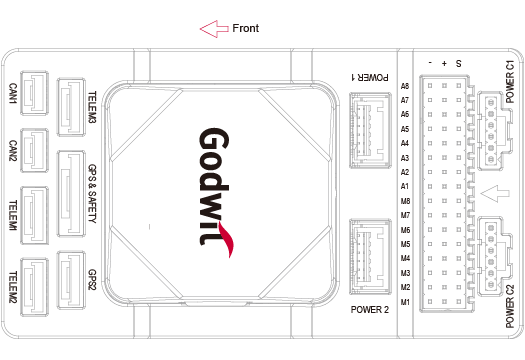 Front
CAN1
CAN2
TELEM1
TELEM2
TELEM3
GPS & SAFETY
GPS2
Godwit
POWER 1
POWER 2
- + S
A8
A7
A6
A5
A4
A3
A2
A1
M8
M7
M6
M5
M4
M3
M2
M1
POWER C1
POWER C2